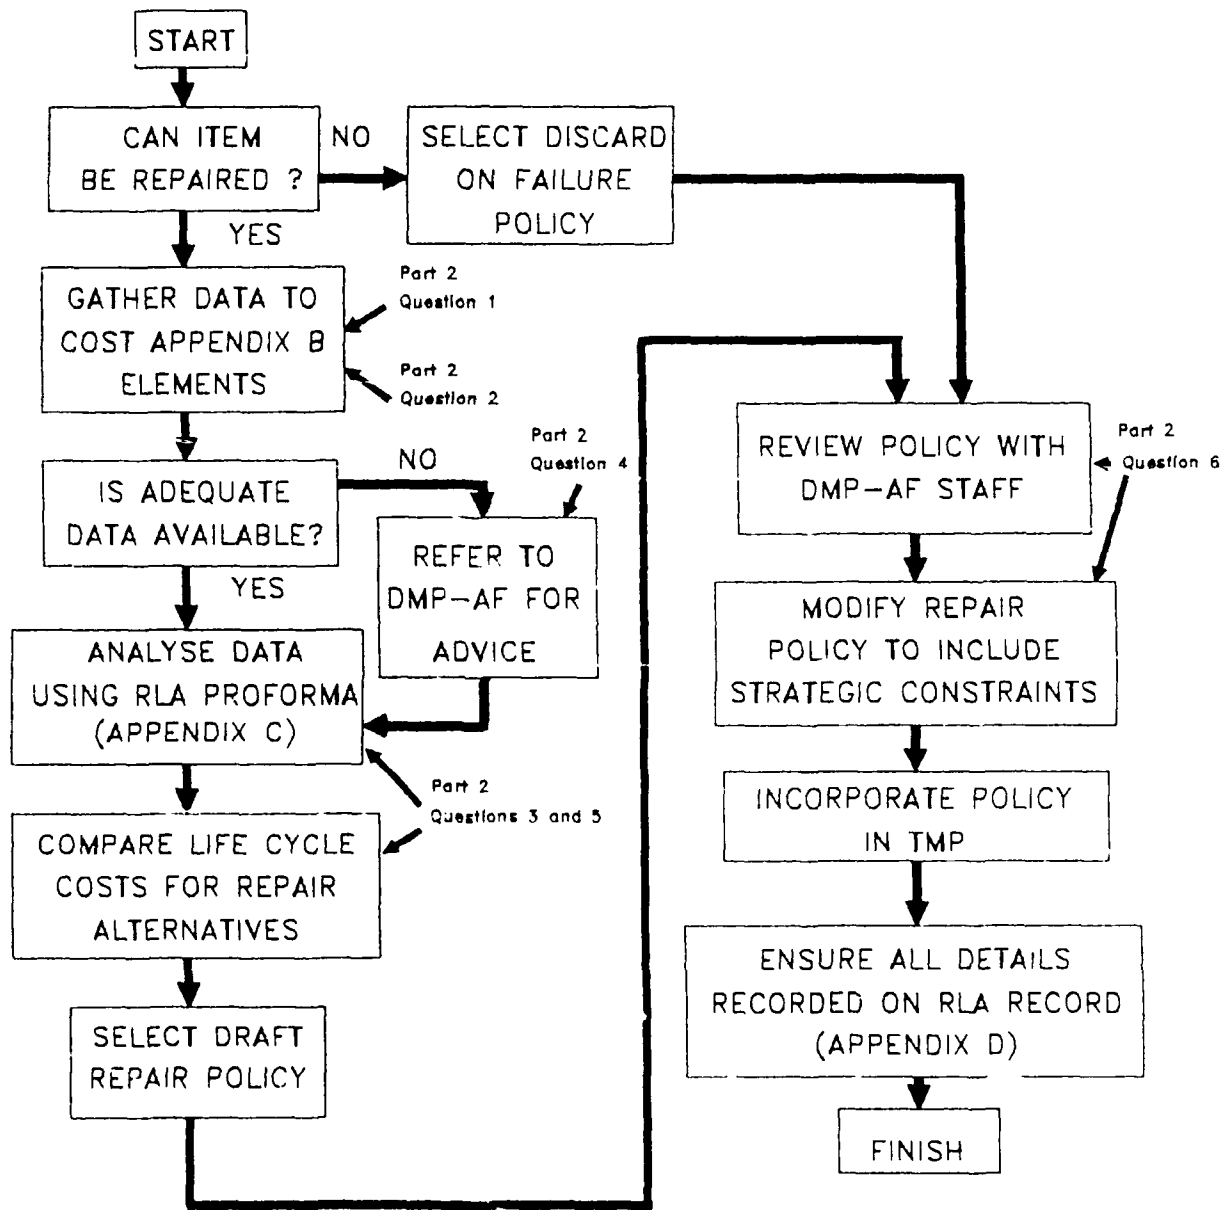 START
CAN ITEM
BE REPAIRED ?
NO
SELECT DISCARD
ON FAILURE
POLICY
YES
GATHER DATA TO
COST APPENDIX B
ELEMENTS
Part 2
Question 1
Part 2
Question 2
IS ADEQUATE
DATA AVAILABLE?
NO
Part 2
Question 4
REFER TO
DMP-AF FOR
ADVICE
YES
ANALYSE DATA
USING RLA PROFORMA
(APPENDIX C)
Part 2
Questions 3 and 5
COMPARE LIFE CYCLE
COSTS FOR REPAIR
ALTERNATIVES
SELECT DRAFT
REPAIR POLICY
REVIEW POLICY WITH
DMP-AF STAFF
Part 2
Question 6
MODIFY REPAIR
POLICY TO INCLUDE
STRATEGIC CONSTRAINTS
INCORPORATE POLICY
IN TMP
ENSURE ALL DETAILS
RECORDED ON RLA RECORD
(APPENDIX D)
FINISH